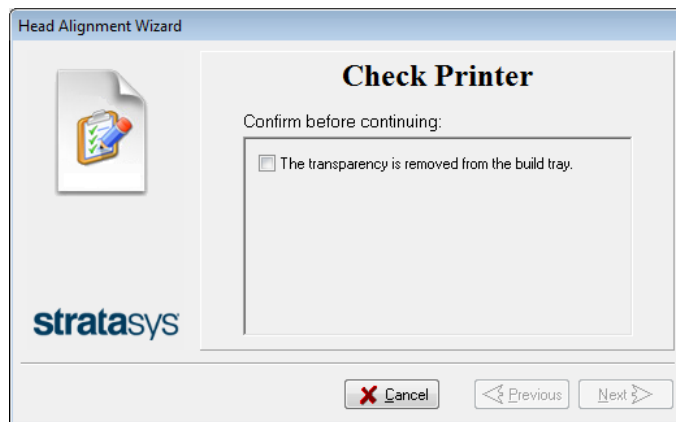 Head Alignment Wizard
Check Printer
Confirm before continuing:
The transparency is removed from the build tray.
stratasys
Cancel
Previous
Next